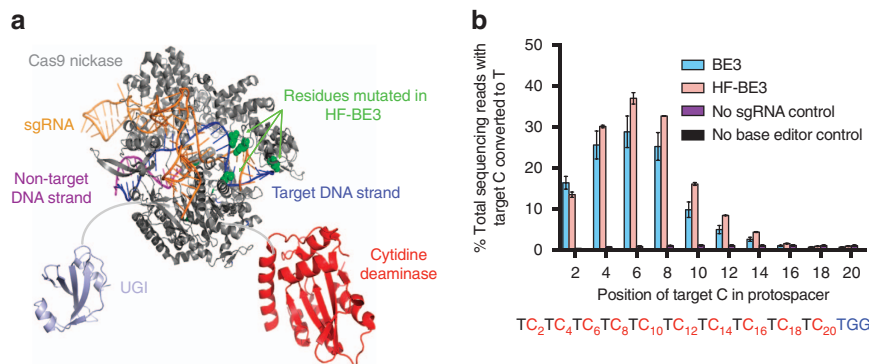 a
Cas9 nickase
sgRNA
Residues mutated in
HF-BE3
Non-target
DNA strand
Target DNA strand
UGI
Cytidine
deaminase
b
% Total sequencing reads with
target C converted to T
50
40
30
20
10
0
BE3
HF-BE3
No sgRNA control
No base editor control
2 4 6 8 10 12 14 16 18 20
Position of target C in protospacer
TC₂TC₄TC₆TC₈TC₁₀TC₁₂TC₁₄TC₁₆TC₁₈TC₂₀TGG